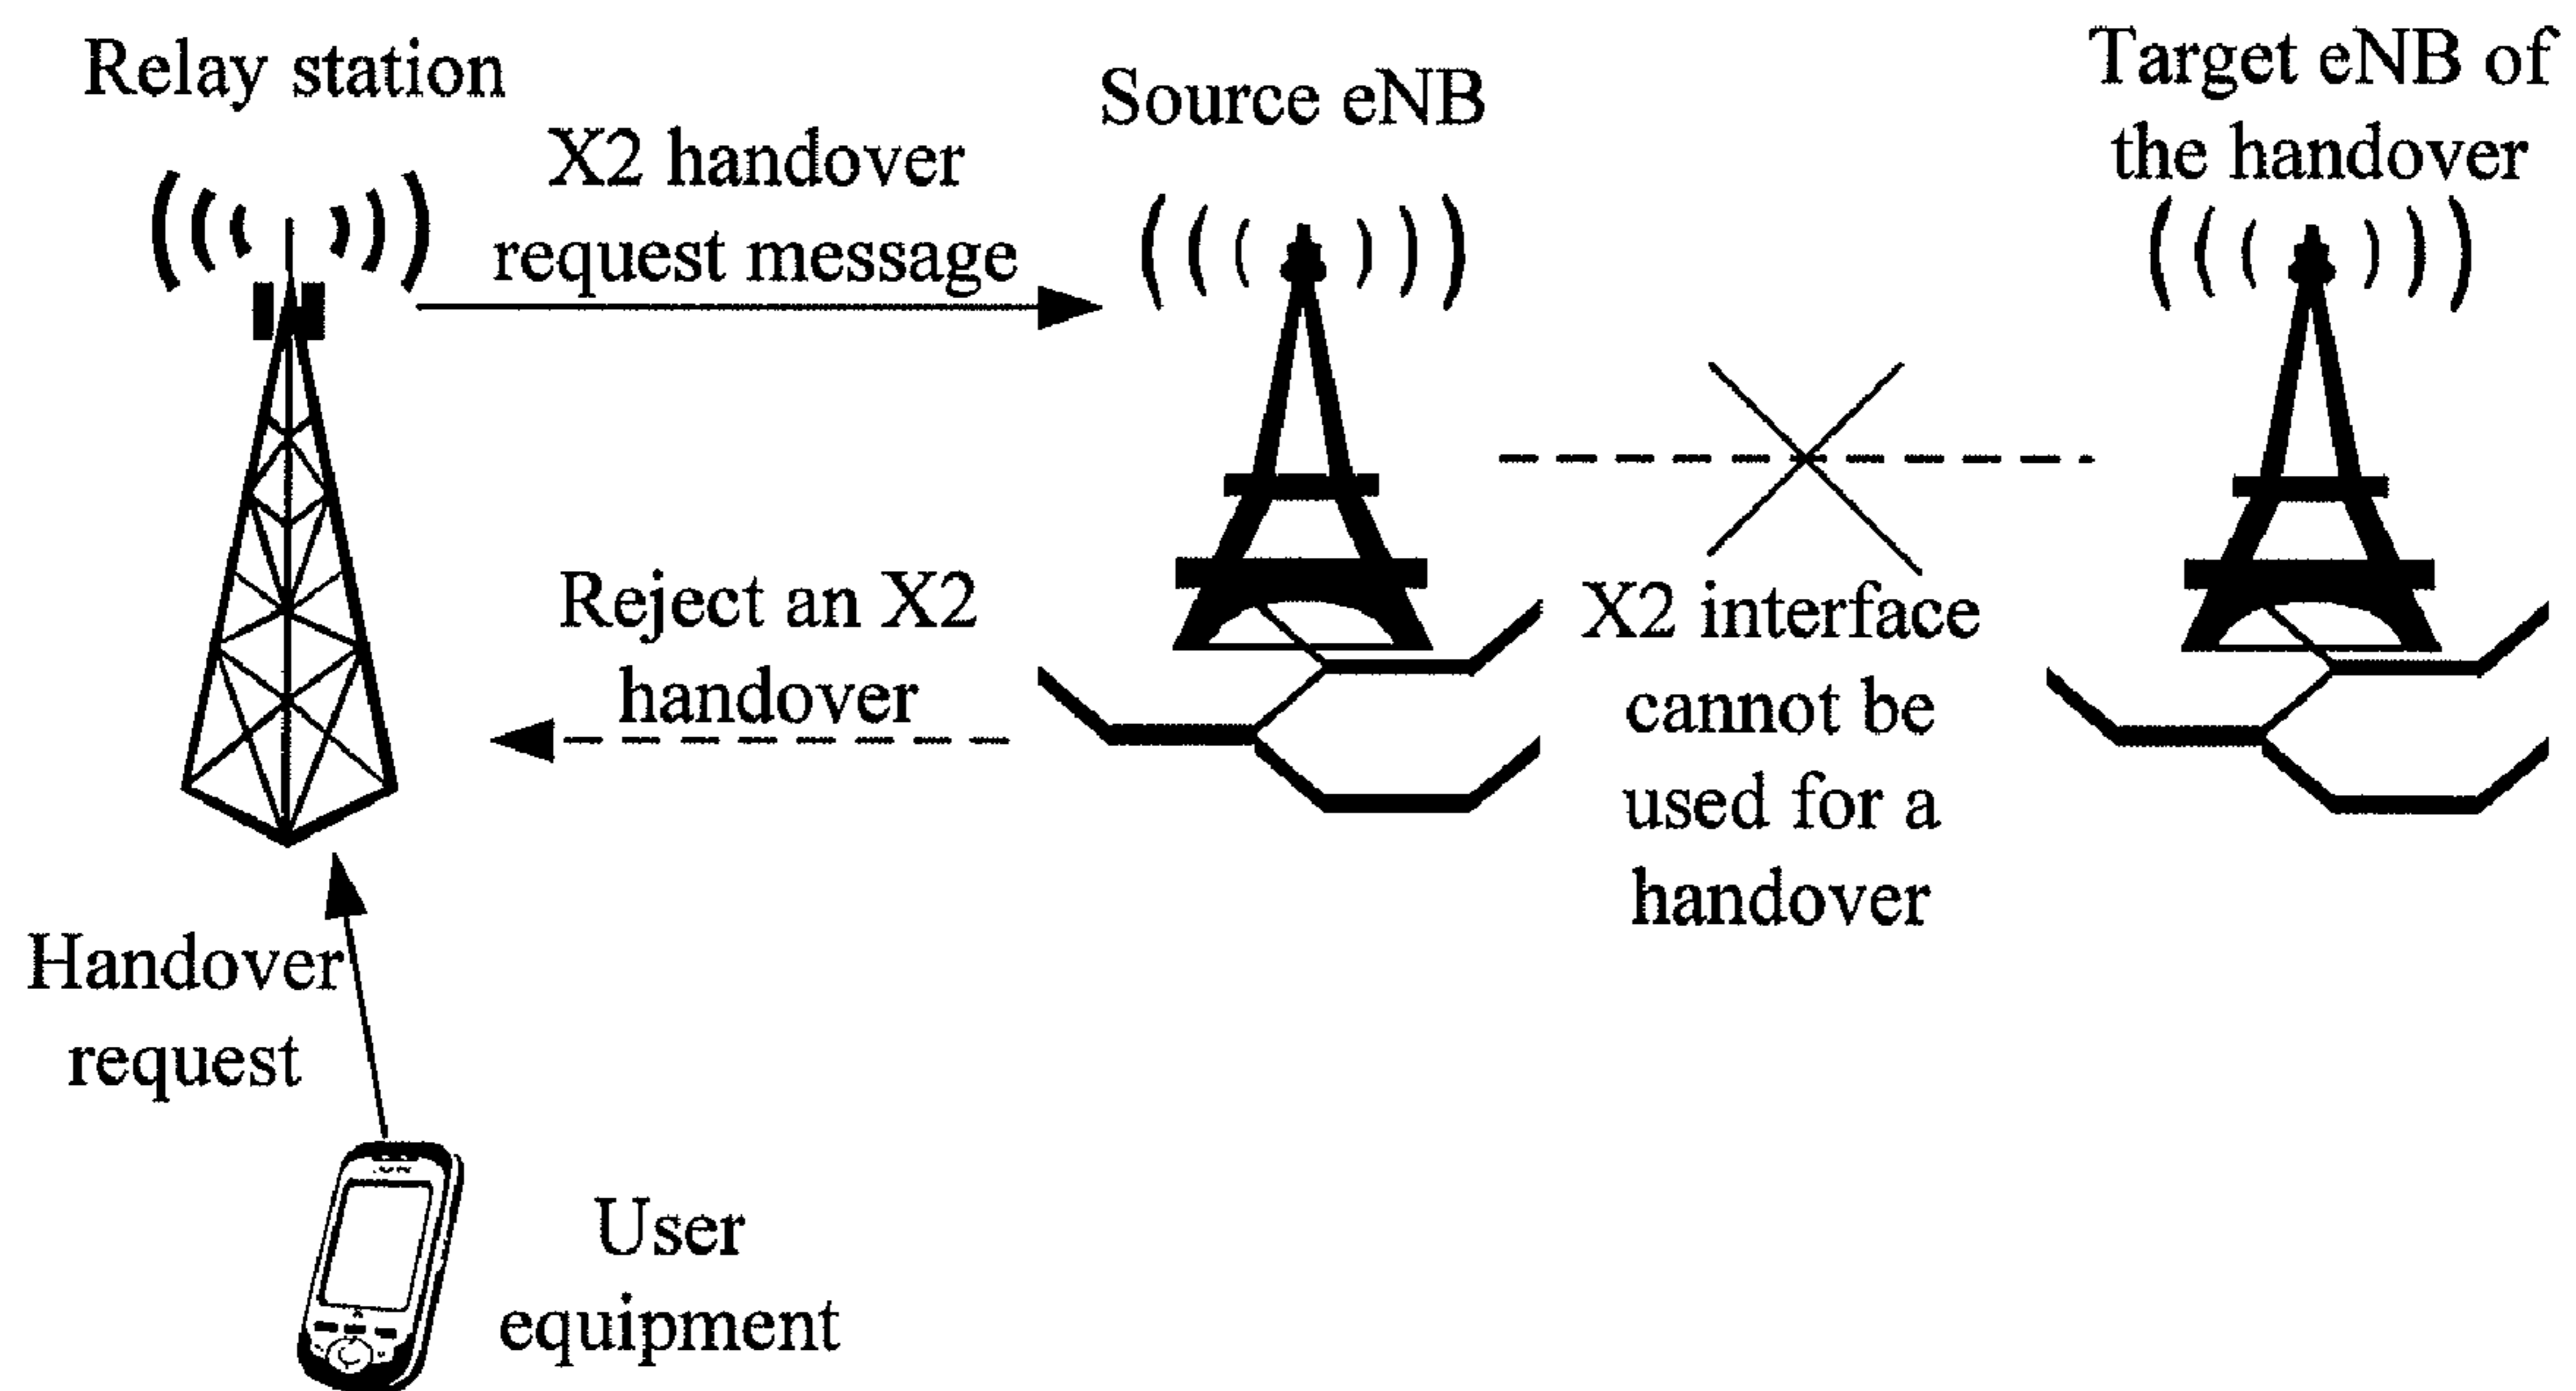 Relay station
X2 handover
request message
Source eNB
Target eNB of
the handover
Reject an X2
handover
X2 interface
cannot be
used for a
handover
Handover
request
User
equipment